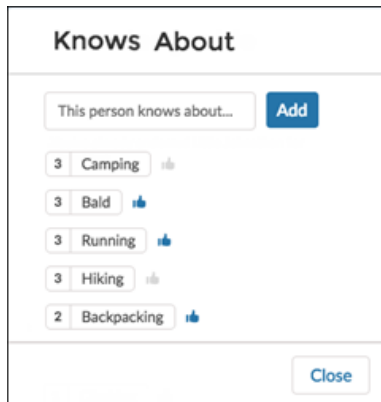 Knows About
This person knows about... Add
3 Camping
3 Bald
3 Running
3 Hiking
2 Backpacking
Close